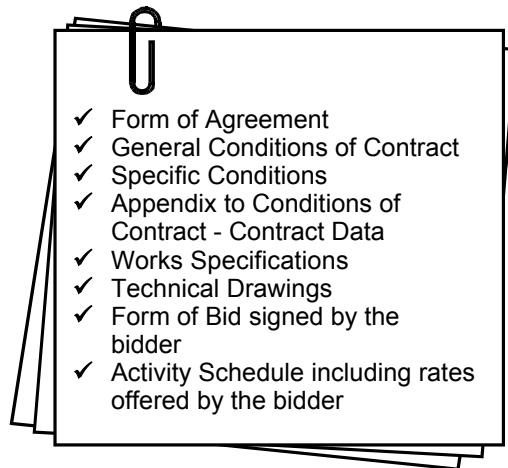 ✓ Form of Agreement
✓ General Conditions of Contract
✓ Specific Conditions
✓ Appendix to Conditions of
Contract - Contract Data
✓ Works Specifications
✓ Technical Drawings
✓ Form of Bid signed by the
bidder
✓ Activity Schedule including rates
offered by the bidder